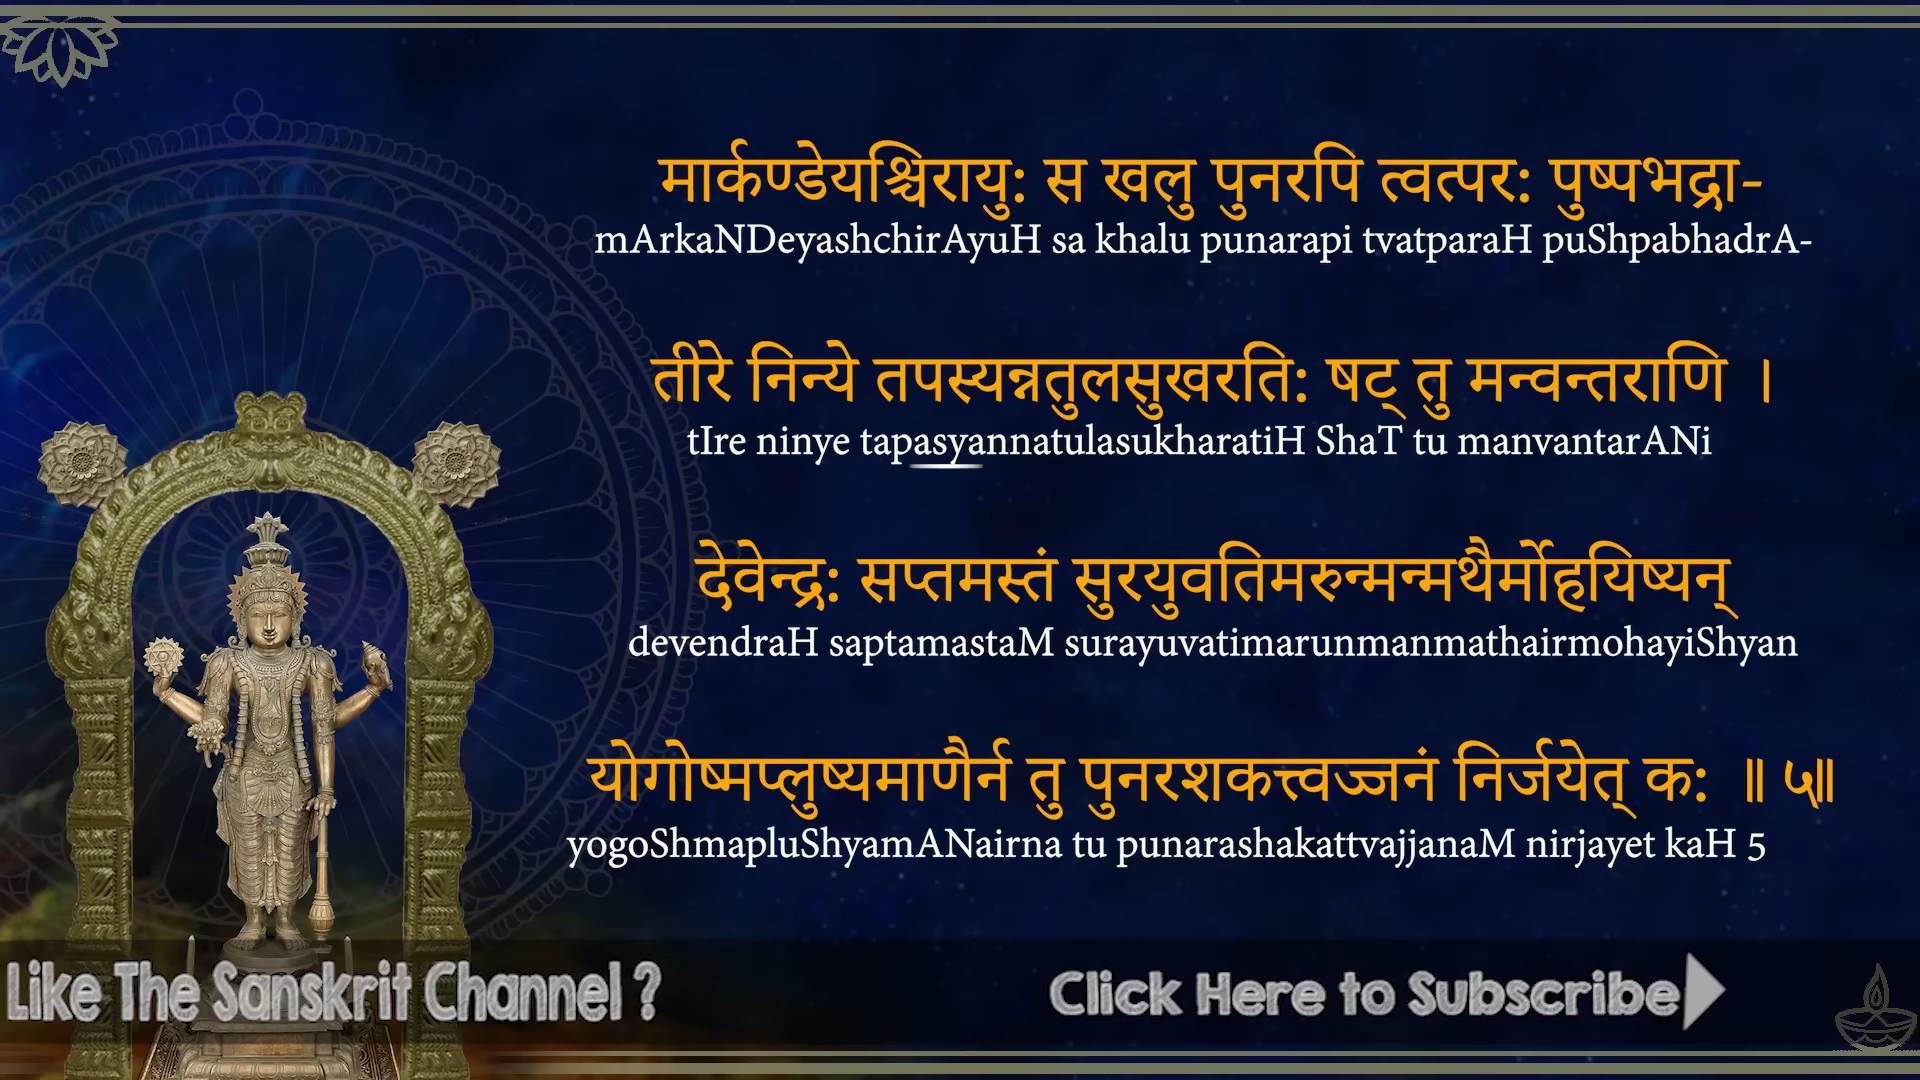 मार्कण्डेयश्चिरायु: स खलु पुनरपि त्वत्पर: पुष्पभद्रा-
mArkaNDeyashchirAyuH sa khalu punarapi tvatparaH puShpabhadrA-
तीरे निन्ये तपस्यन्नतुलसुखरति: षट् तु मन्वन्तराणि ।
tIre ninye tapasyannatulasukharatiH ShaT tu manvantarANi
देवेन्द्र: सप्तमस्तं सुरयुवतिमरुन्मन्मथैर्मोहयिष्यन्
devendraH saptamastaM surayuvatimarunmanmathairmohayiShyan
योगोष्मप्लुष्यमाणैर्न तु पुनरशकत्त्वज्जनं निर्जयेत् क: ॥ ५॥
yogoShmapluShyamANairna tu punarashakattvajjanaM nirjayet kaH 5
Like The Sanskrit Channel ?
Click Here to Subscribe